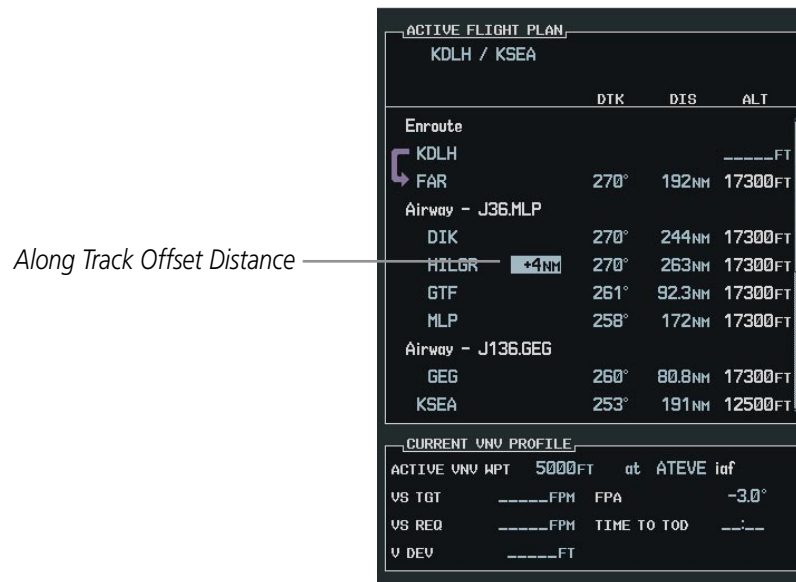 ACTIVE FLIGHT PLAN
KDLH / KSEA
DTK DIS ALT
Enroute
KDLH _____FT
FAR 270° 192NM 17300FT
Airway - J36.MLP
DIK 270° 244NM 17300FT
Along Track Offset Distance
HILGR +4NM 270° 263NM 17300FT
GTF 261° 92.3NM 17300FT
MLP 258° 172NM 17300FT
Airway - J136.GEG
GEG 260° 80.8NM 17300FT
KSEA 253° 191NM 12500FT
CURRENT VNV PROFILE
ACTIVE VNV WPT 5000FT at ATEVE iaf
VS TGT _____FPM FPA -3.0°
VS REQ _____FPM TIME TO TOD __:__
V DEV _____FT